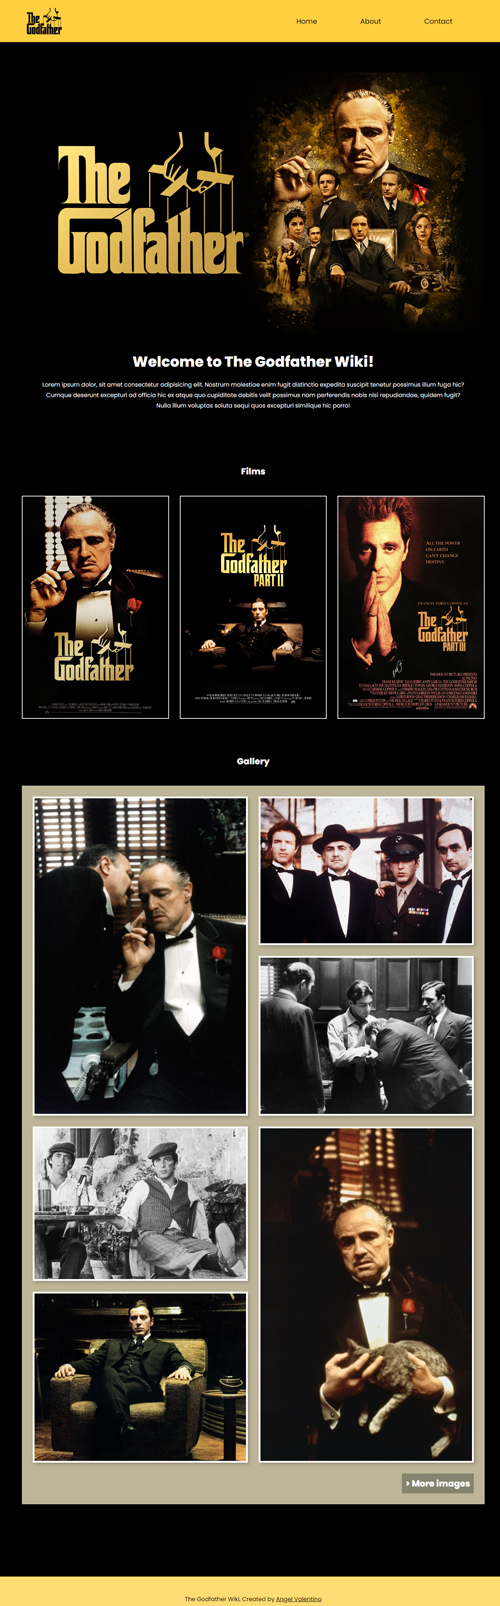 The
Godfather
Home About Contact
The
Godfather
Welcome to The Godfather Wiki!
Lorem ipsum dolor, sit amet consectetur adipisicing elit. Nostrum molestiae enim fugit distinctio expedita suscipit tenetur possimus illum fuga hic?
Cumque deserunt excepturi ad officia hic ex atque quo cupiditate debitis velit possimus nam perferendis nobis nisi repudiandae, quidem fugit?
Nulla illum voluptas soluta sequi quos excepturi similique hic porro!
Films
The
Godfather
The
Godfather
PART II
ALL THE POWER
ON EARTH
CAN'T CHANGE
DESTINY.
The
Godfather
PART III
Gallery
> More images
The Godfather Wiki, Created by Angel Valentino